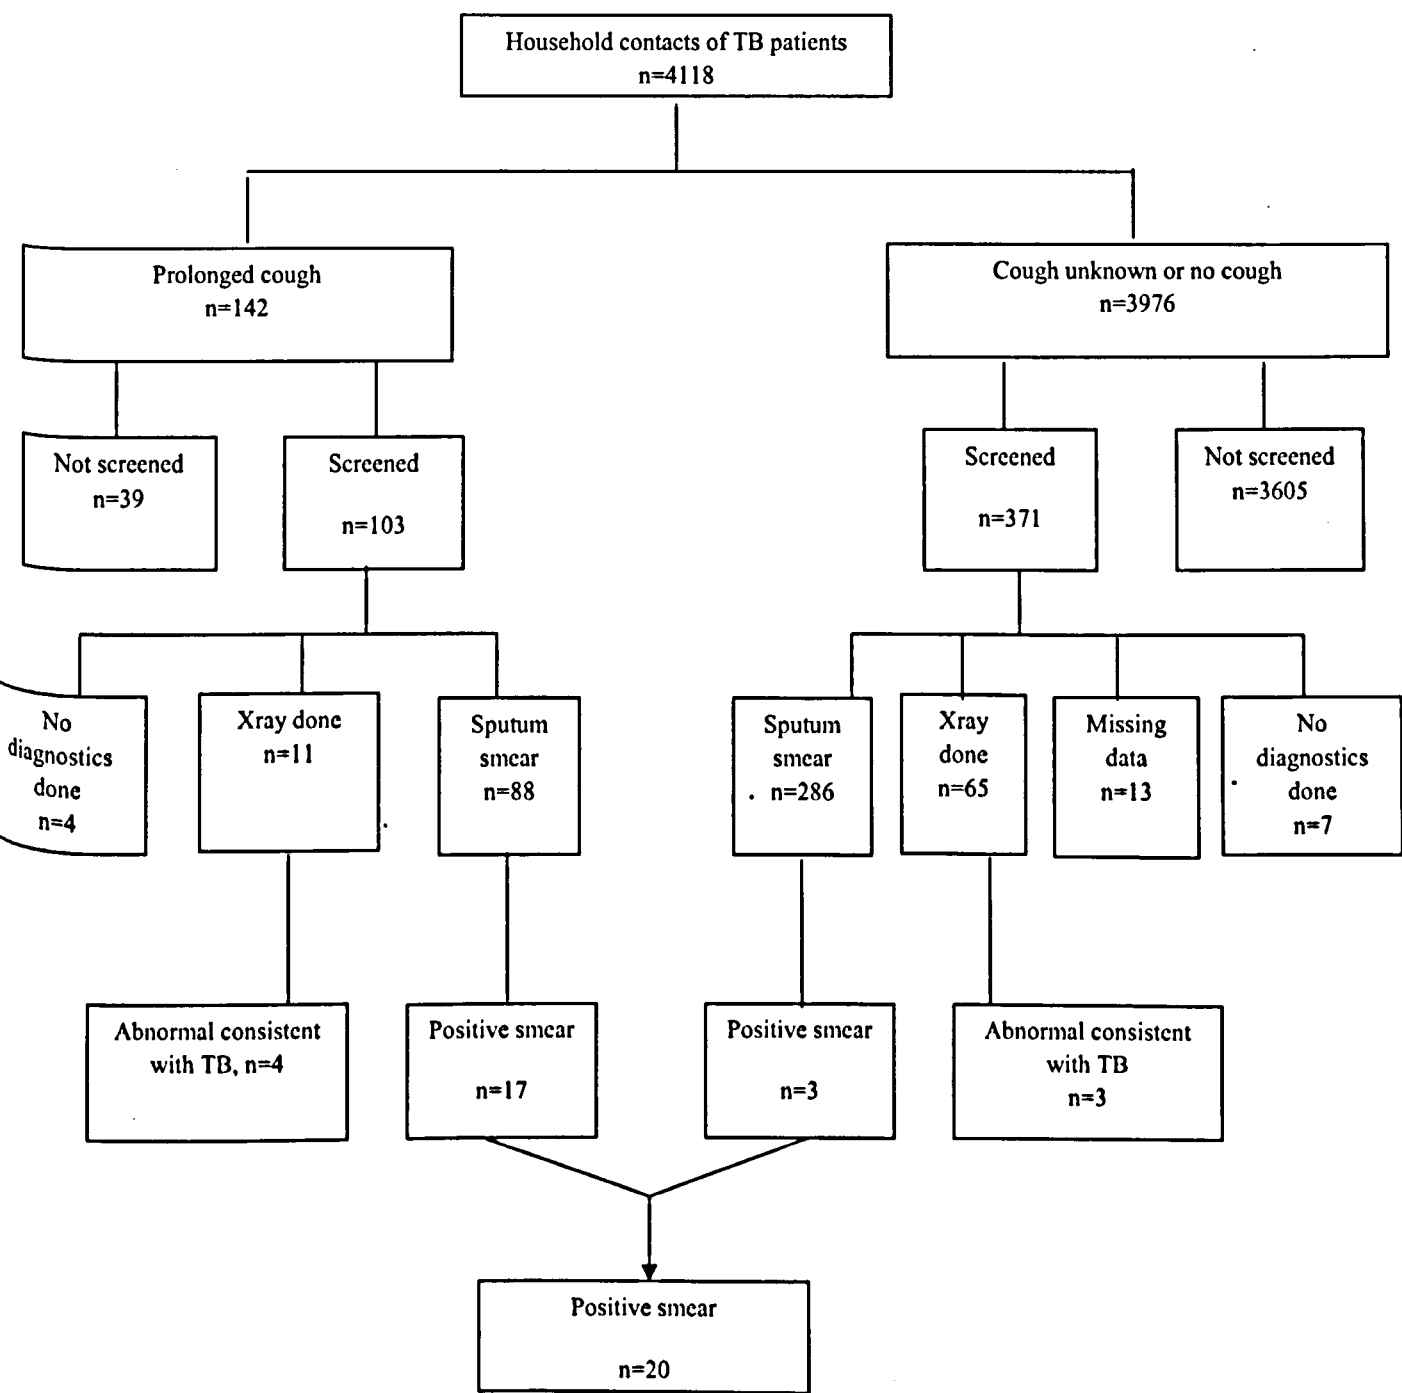 Household contacts of TB patients
n=4118
Prolonged cough
n=142
Cough unknown or no cough
n=3976
Not screened
n=39
Screened
n=103
Screened
n=371
Not screened
n=3605
No
diagnostics
done
n=4
Xray done
n=11
Sputum
smear
n=88
Sputum
smear
n=286
Xray
done
n=65
Missing
data
n=13
No
diagnostics
done
n=7
Abnormal consistent
with TB, n=4
Positive smear
n=17
Positive smear
n=3
Abnormal consistent
with TB
n=3
Positive smear
n=20